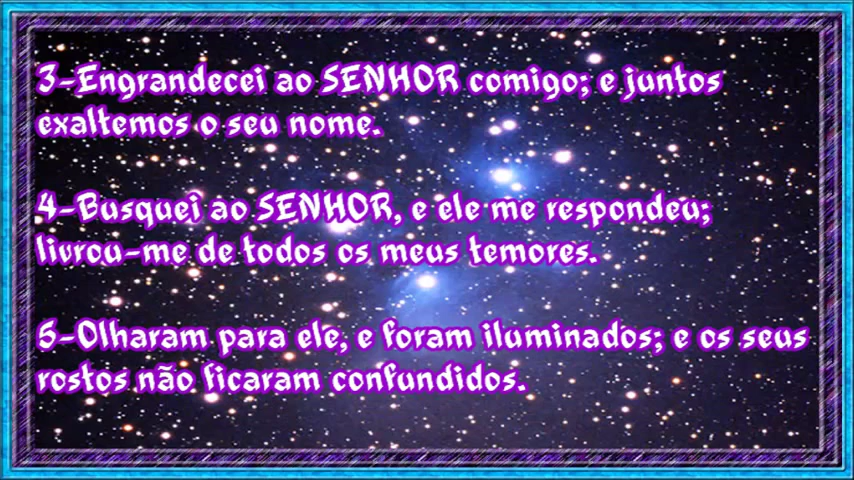 3-Engrandecei ao SENHOR comigo; e juntos
exaltemos o seu nome.
4-Busquei ao SENHOR, e ele me respondeu;
livrou-me de todos os meus temores.
5-Olharam para ele, e foram iluminados; e os seus
rostos não ficaram confundidos.